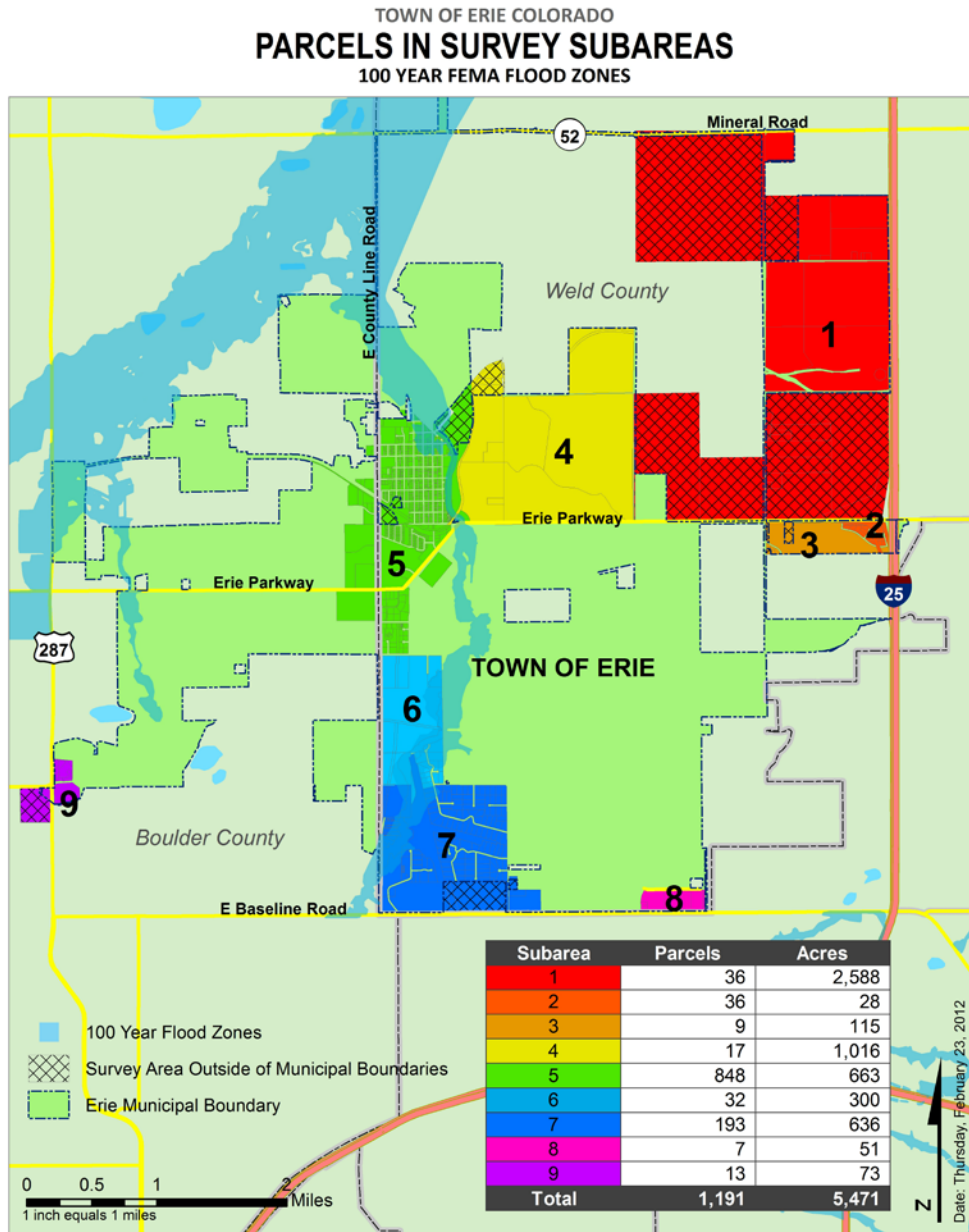 TOWN OF ERIE COLORADO
PARCELS IN SURVEY SUBAREAS
100 YEAR FEMA FLOOD ZONES
Mineral Road
52
E County Line Road
Weld County
1
4
Erie Parkway
2
3
5
Erie Parkway
25
287
TOWN OF ERIE
6
9
Boulder County
7
8
E Baseline Road
Subarea Parcels Acres
1 36 2,588
2 36 28
3 9 115
4 17 1,016
5 848 663
6 32 300
7 193 636
8 7 51
9 13 73
Total 1,191 5,471
100 Year Flood Zones
Survey Area Outside of Municipal Boundaries
Erie Municipal Boundary
0 0.5 1 2
Miles
1 inch equals 1 miles
N
Date: Thursday, February 23, 2012